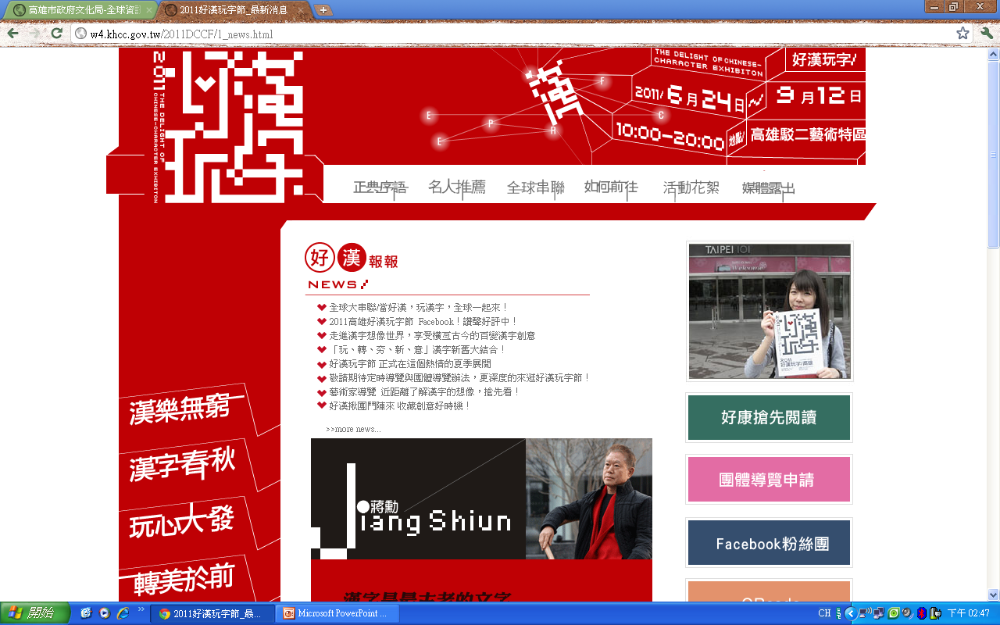 高雄市政府文化局-全球資訊
2011好漢玩字節_最新消息
w4.khcc.gov.tw/2011DCCF/1_news.html
2011 THE DELIGHT OF
CHINESE-CHARACTER EXHIBITON
好漢
玩字
漢
E P R F E C
THE DELIGHT OF CHINESE-
CHARACTER EXHIBITON
好漢玩字/
2011/ 6月24日 9月12日
10:00-20:00
地點/ 高雄駁二藝術特區
正典序語 名人推薦 全球串聯 如何前往 活動花絮 媒體露出
好漢報報
NEWS
全球大串聯/當好漢，玩漢字，全球一起來！
2011高雄好漢玩字節 Facebook！讚聲好評中！
走進漢字想像世界，享受橫亙古今的百變漢字創意
「玩、轉、夯、新、意」漢字新舊大結合！
好漢玩字節 正式在這個熱情的夏季展開
敬請期待定時導覽與團體導覽辦法，更深度的來逛好漢玩字節！
藝術家導覽 近距離了解漢字的想像，搶先看！
好漢揪團鬥陣來 收藏創意好時機！
>>more news...
蔣勳
Jiang Shiun
漢字是最古老的文字
漢樂無窮
漢字春秋
玩心大發
轉美於前
TAIPEI 101
Welcome
2011
好漢玩字
2011
好漢玩字/高雄
好康搶先閱讀
團體導覽申請
Facebook粉絲團
QRcode
開始
2011好漢玩字節_最...
Microsoft PowerPoint ...
CH
下午 02:47